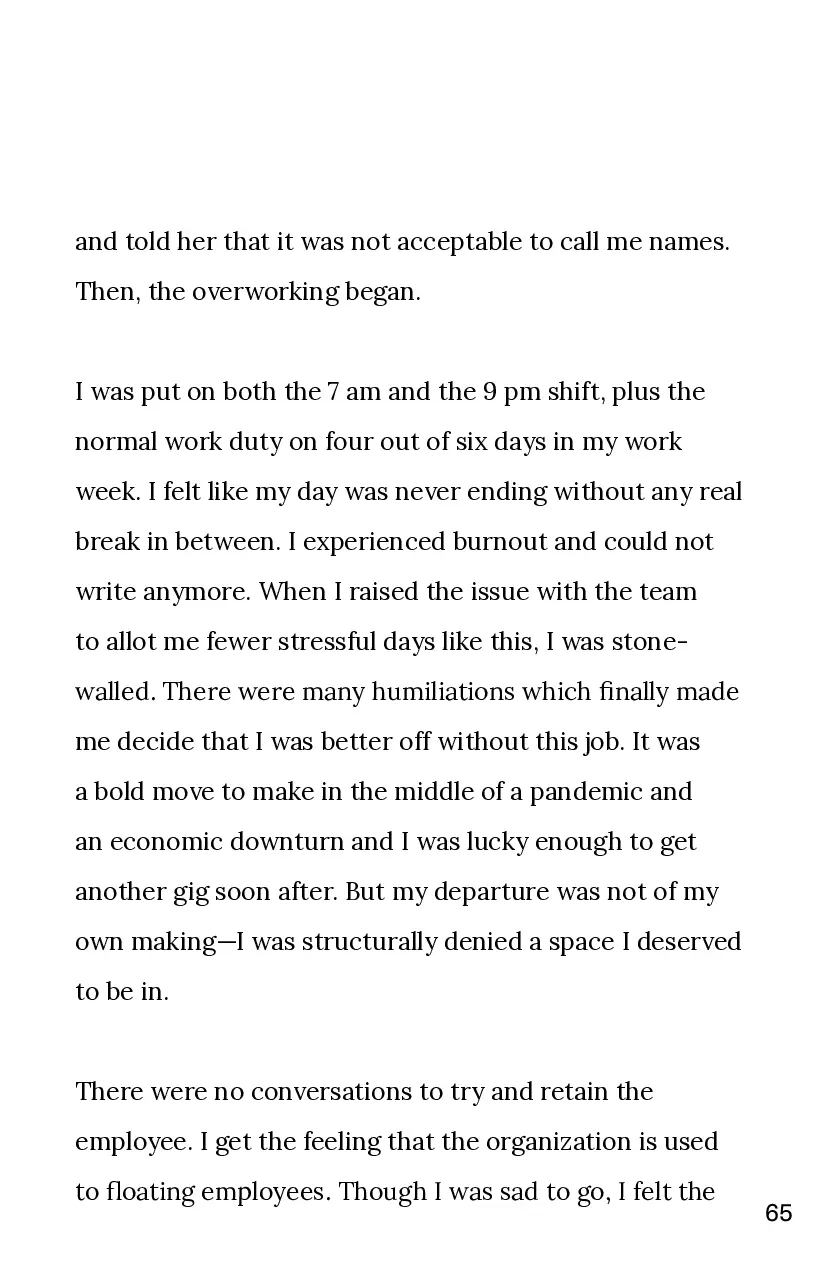 and told her that it was not acceptable to call me names.
Then, the overworking began.
I was put on both the 7 am and the 9 pm shift, plus the
normal work duty on four out of six days in my work
week. I felt like my day was never ending without any real
break in between. I experienced burnout and could not
write anymore. When I raised the issue with the team
to allot me fewer stressful days like this, I was stone-
walled. There were many humiliations which finally made
me decide that I was better off without this job. It was
a bold move to make in the middle of a pandemic and
an economic downturn and I was lucky enough to get
another gig soon after. But my departure was not of my
own making—I was structurally denied a space I deserved
to be in.
There were no conversations to try and retain the
employee. I get the feeling that the organization is used
to floating employees. Though I was sad to go, I felt the
65